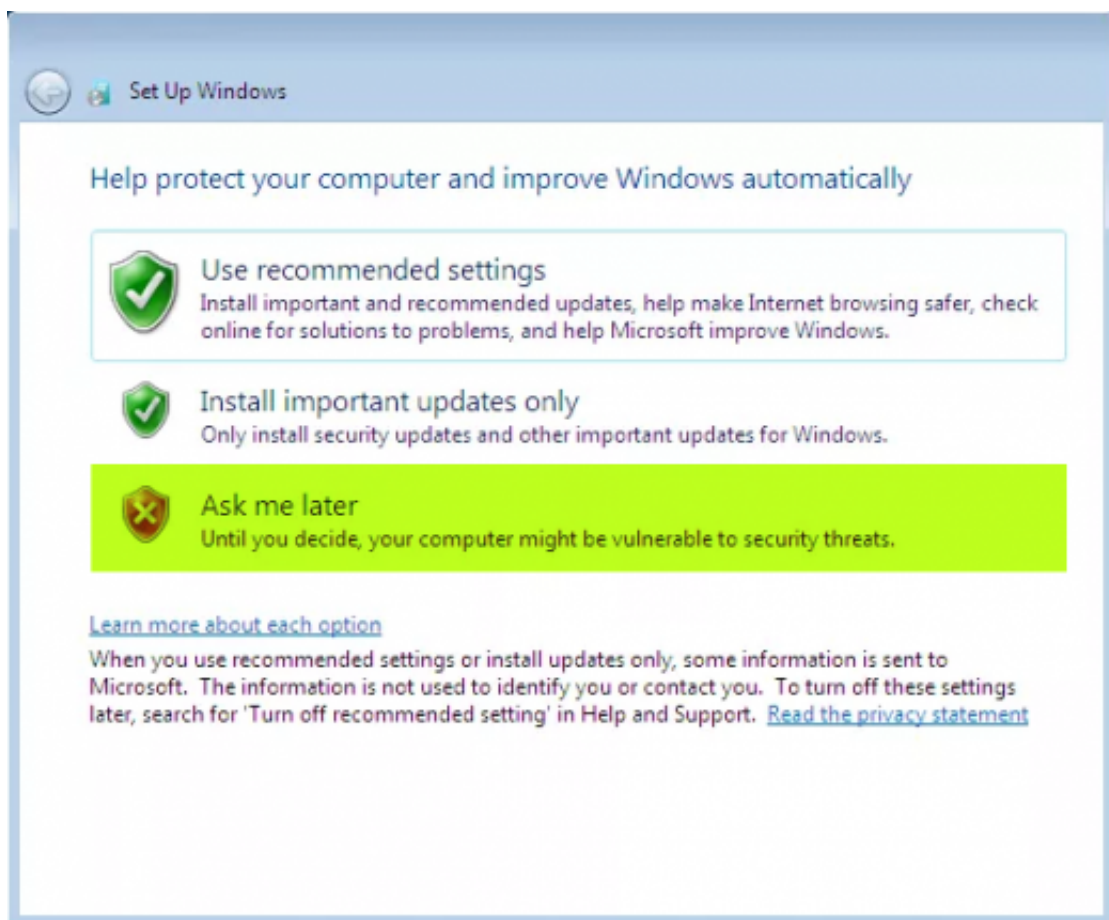 Set Up Windows
Help protect your computer and improve Windows automatically
Use recommended settings
Install important and recommended updates, help make Internet browsing safer, check
online for solutions to problems, and help Microsoft improve Windows.
Install important updates only
Only install security updates and other important updates for Windows.
Ask me later
Until you decide, your computer might be vulnerable to security threats.
Learn more about each option
When you use recommended settings or install updates only, some information is sent to
Microsoft.  The information is not used to identify you or contact you.  To turn off these settings
later, search for 'Turn off recommended setting' in Help and Support.  Read the privacy statement